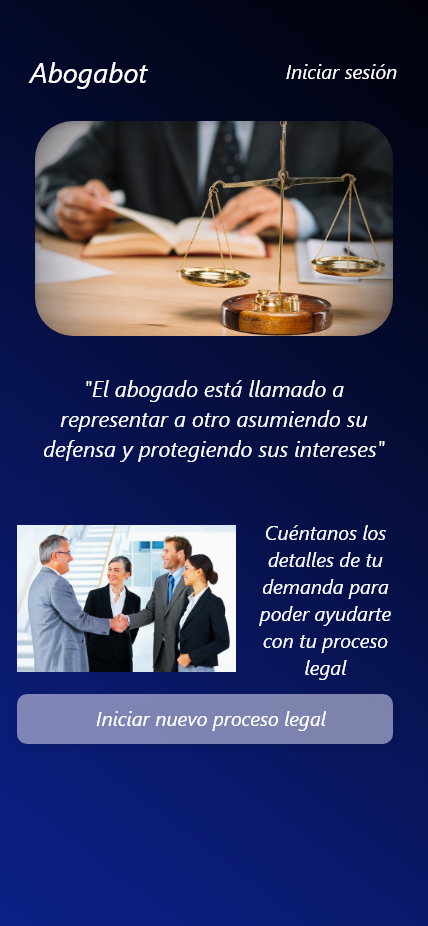 Abogabot
Iniciar sesión
"El abogado está llamado a
representar a otro asumiendo su
defensa y protegiendo sus intereses"
Cuéntanos los
detalles de tu
demanda para
poder ayudarte
con tu proceso
legal
Iniciar nuevo proceso legal